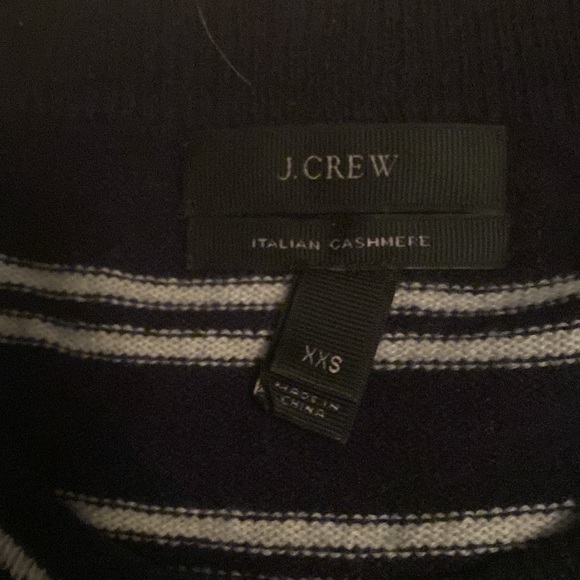 J.CREW
ITALIAN CASHMERE
XXS
MADE IN
CHINA